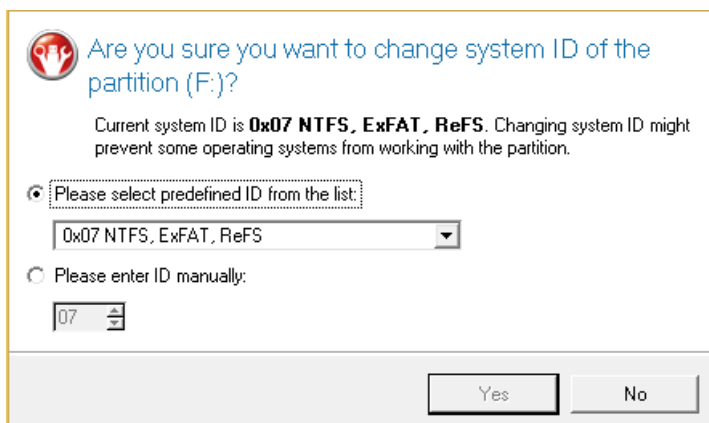 Are you sure you want to change system ID of the
partition (F:)?
Current system ID is 0x07 NTFS, ExFAT, ReFS. Changing system ID might
prevent some operating systems from working with the partition.
Please select predefined ID from the list:
0x07 NTFS, ExFAT, ReFS
Please enter ID manually:
07
Yes No